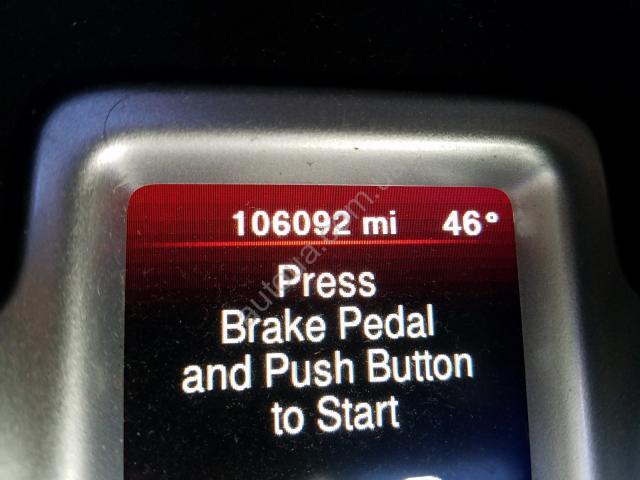 106092 mi 46°
Press
Brake Pedal
and Push Button
to Start